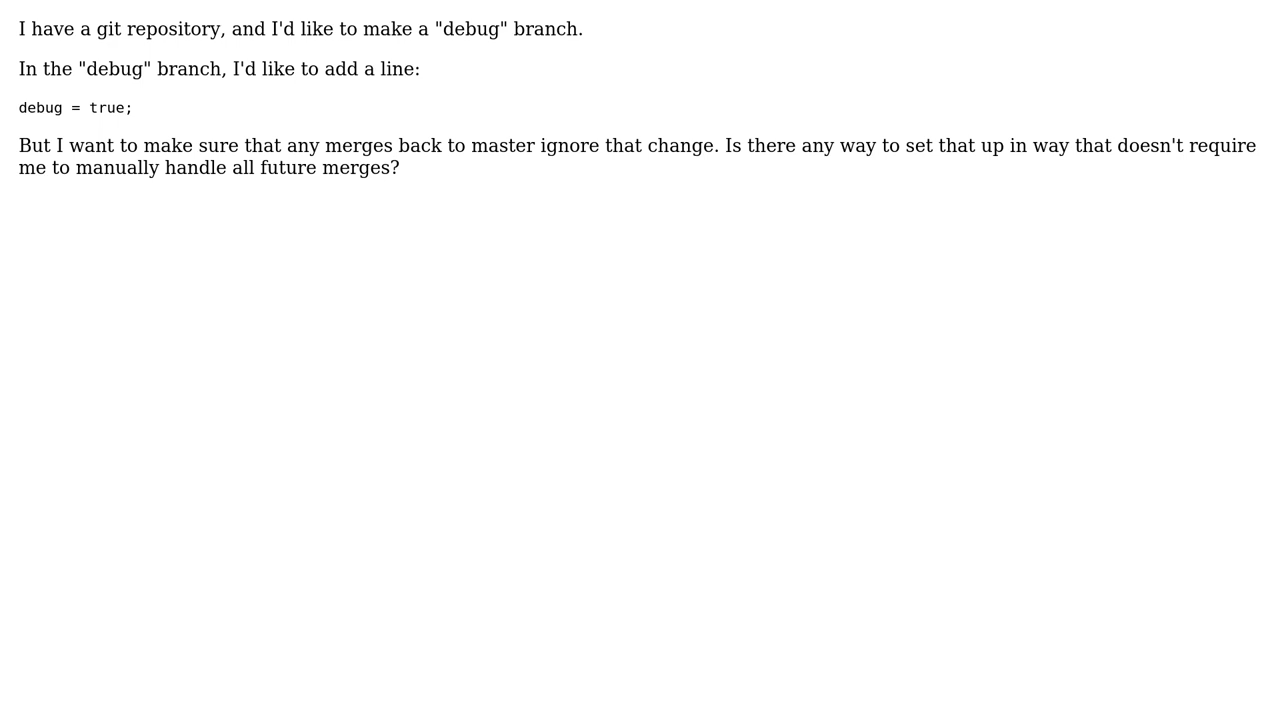 I have a git repository, and I'd like to make a "debug" branch.
In the "debug" branch, I'd like to add a line:
debug = true;
But I want to make sure that any merges back to master ignore that change. Is there any way to set that up in way that doesn't require
me to manually handle all future merges?